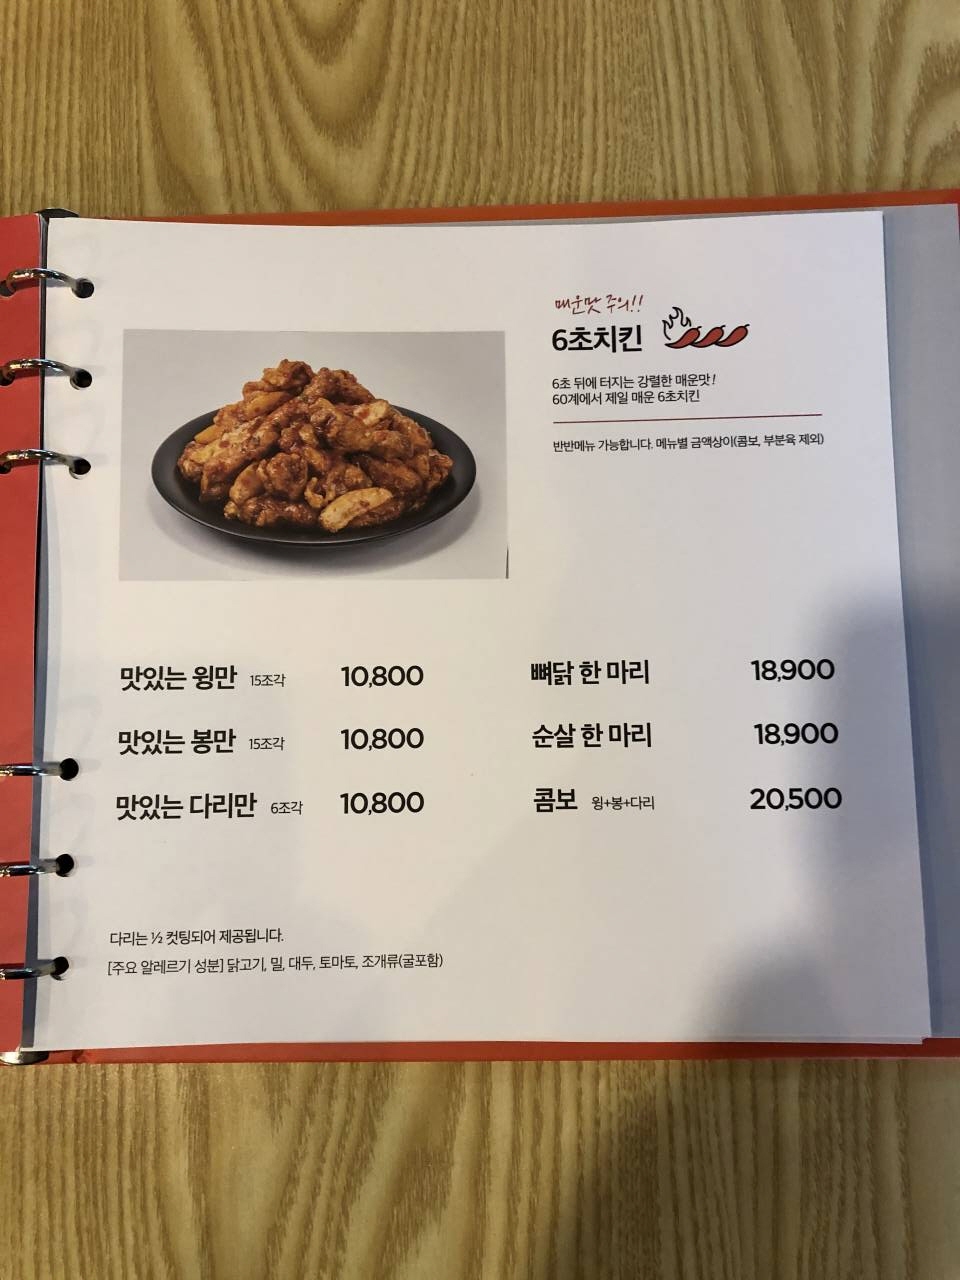 매운맛 주의!!
6초치킨
6초 뒤에 터지는 강렬한 매운맛!
60계에서 제일 매운 6초치킨
반반메뉴 가능합니다. 메뉴별 금액상이(콤보, 부분육 제외)
맛있는 윙만 15조각 10,800
맛있는 봉만 15조각 10,800
맛있는 다리만 6조각 10,800
뼈닭 한 마리 18,900
순살 한 마리 18,900
콤보 윙+봉+다리 20,500
다리는 ½ 컷팅되어 제공됩니다.
[주요 알레르기 성분] 닭고기, 밀, 대두, 토마토, 조개류(굴포함)